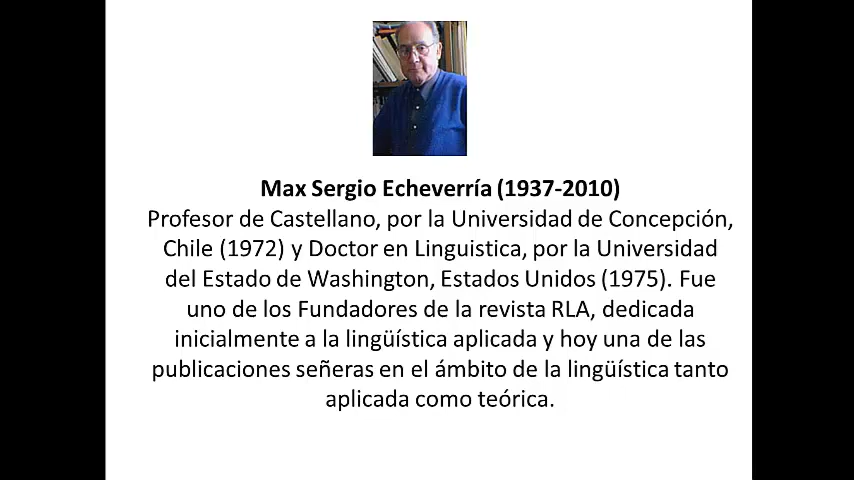 Max Sergio Echeverría (1937-2010)
Profesor de Castellano, por la Universidad de Concepción,
Chile (1972) y Doctor en Linguistica, por la Universidad
del Estado de Washington, Estados Unidos (1975). Fue
uno de los Fundadores de la revista RLA, dedicada
inicialmente a la lingüística aplicada y hoy una de las
publicaciones señeras en el ámbito de la lingüística tanto
aplicada como teórica.